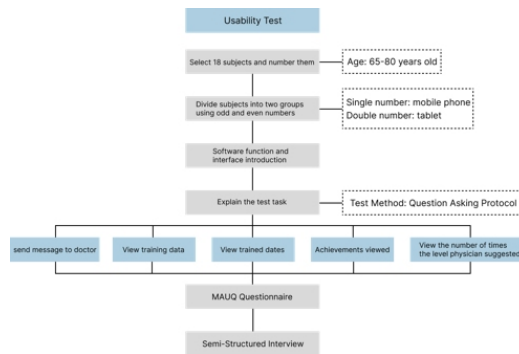 Usability Test
Select 18 subjects and number them
Age: 65-80 years old
Divide subjects into two groups
using odd and even numbers
Single number: mobile phone
Double number: tablet
Software function and
interface introduction
Explain the test task
Test Method: Question Asking Protocol
send message to doctor
View training data
View trained dates
Achievements viewed
View the number of times
the level physician suggested
MAUQ Questionnaire
Semi-Structured Interview